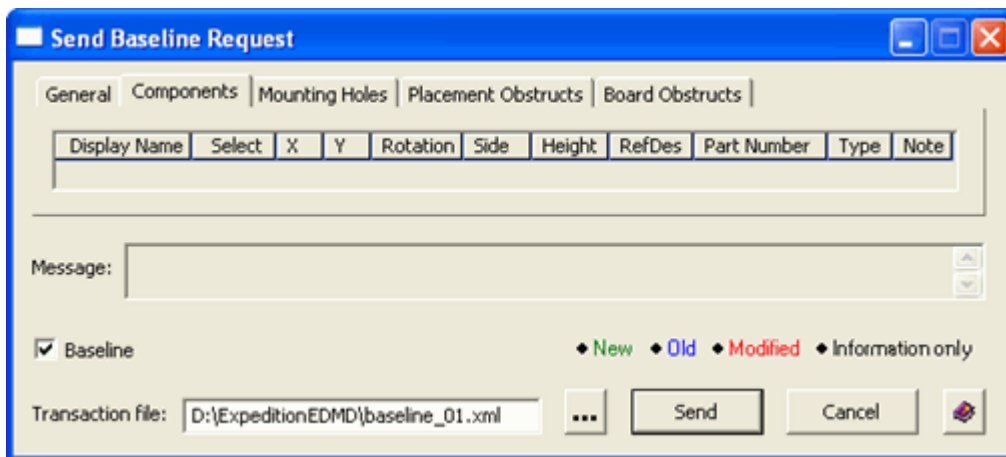 Send Baseline Request
General Components Mounting Holes Placement Obstructs Board Obstructs
Display Name Select X Y Rotation Side Height RefDes Part Number Type Note
Message:
Baseline ◆ New ◆ Old ◆ Modified ◆ Information only
Transaction file: D:\ExpeditionEDMD\baseline_01.xml ... Send Cancel